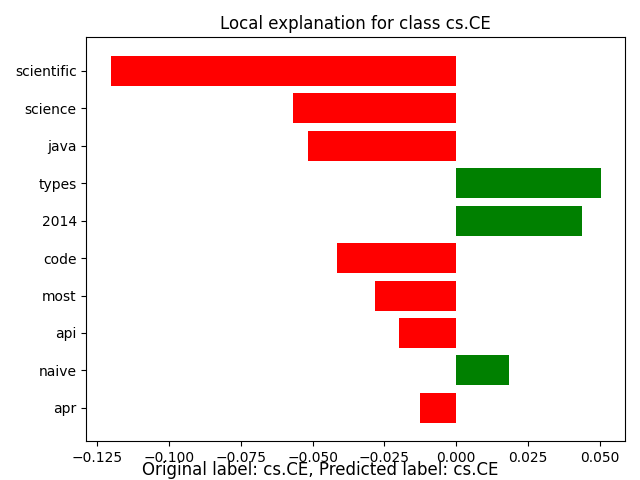 Local explanation for class cs.CE
scientific
science
java
types
2014
code
most
api
naive
apr
−0.125 −0.100 −0.075 −0.050 −0.025 0.000 0.025 0.050
Original label: cs.CE, Predicted label: cs.CE